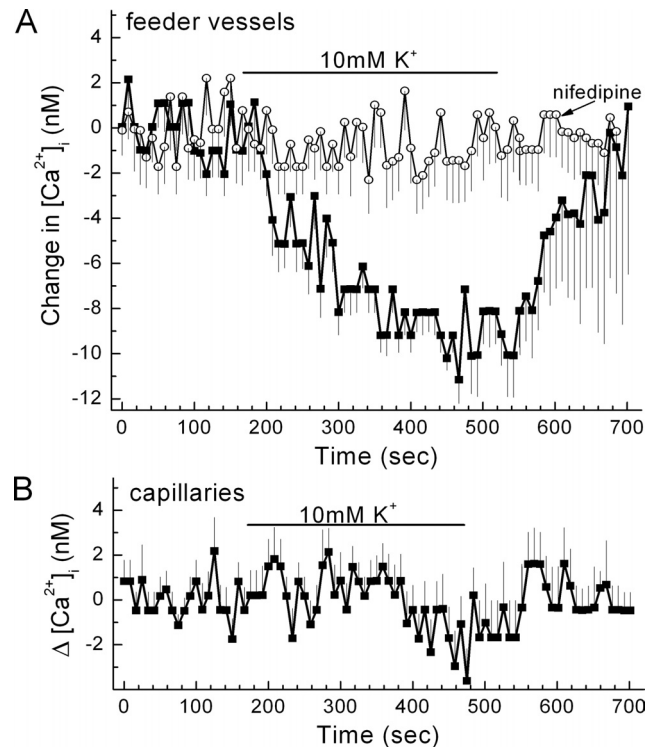 A
feeder vessels
10mM K⁺
nifedipine
Change in [Ca²⁺]ᵢ (nM)
4
2
0
-2
-4
-6
-8
-10
-12
0 100 200 300 400 500 600 700
Time (sec)
B
capillaries
10mM K⁺
Δ [Ca²⁺]ᵢ (nM)
4
2
0
-2
0 100 200 300 400 500 600 700
Time (sec)